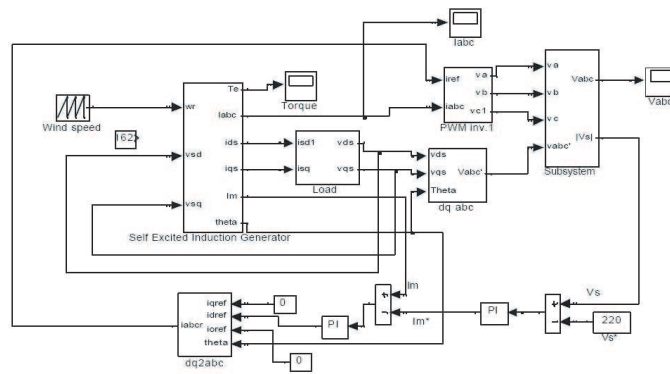 Iabc
Te
Torque
wr
Iabc
Wind speed
162>
ids
isd1
vds
vsd
iqs
isq
vqs
Load
Im
vsq
theta
Self Excited Induction Generator
iref
va
vb
iabc
vc1
PWM inv.1
va
vb
vc
vabc'
Vabc
|Vs|
Subsystem
Vabc
vds
vqs
Vabc'
Theta
dq abc
iqref
0
idref
iabcr
ioref
theta
dq2abc
0
PI
Im
Im*
PI
Vs
220
Vs*